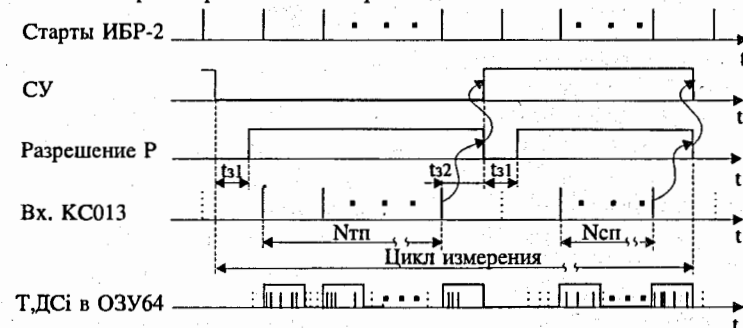 Старты ИБР-2
t
СУ
t
Разрешение Р
tз1
tз2
tз1
t
Вх. КС013
t
Nтп
Nсп
Цикл измерения
Т,ДСi в ОЗУ64
t